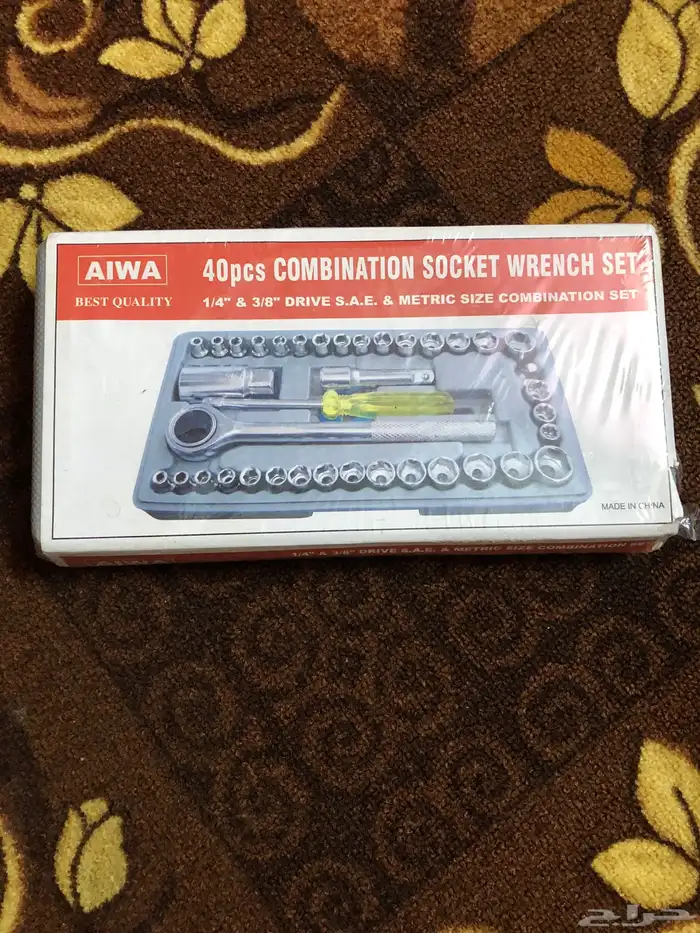 AIWA
BEST QUALITY
40pcs COMBINATION SOCKET WRENCH SET
1/4" & 3/8" DRIVE S.A.E. & METRIC SIZE COMBINATION SET
MADE IN CHINA
AIWA
1/4" & 3/8" DRIVE S.A.E. & METRIC SIZE COMBINATION
حراج